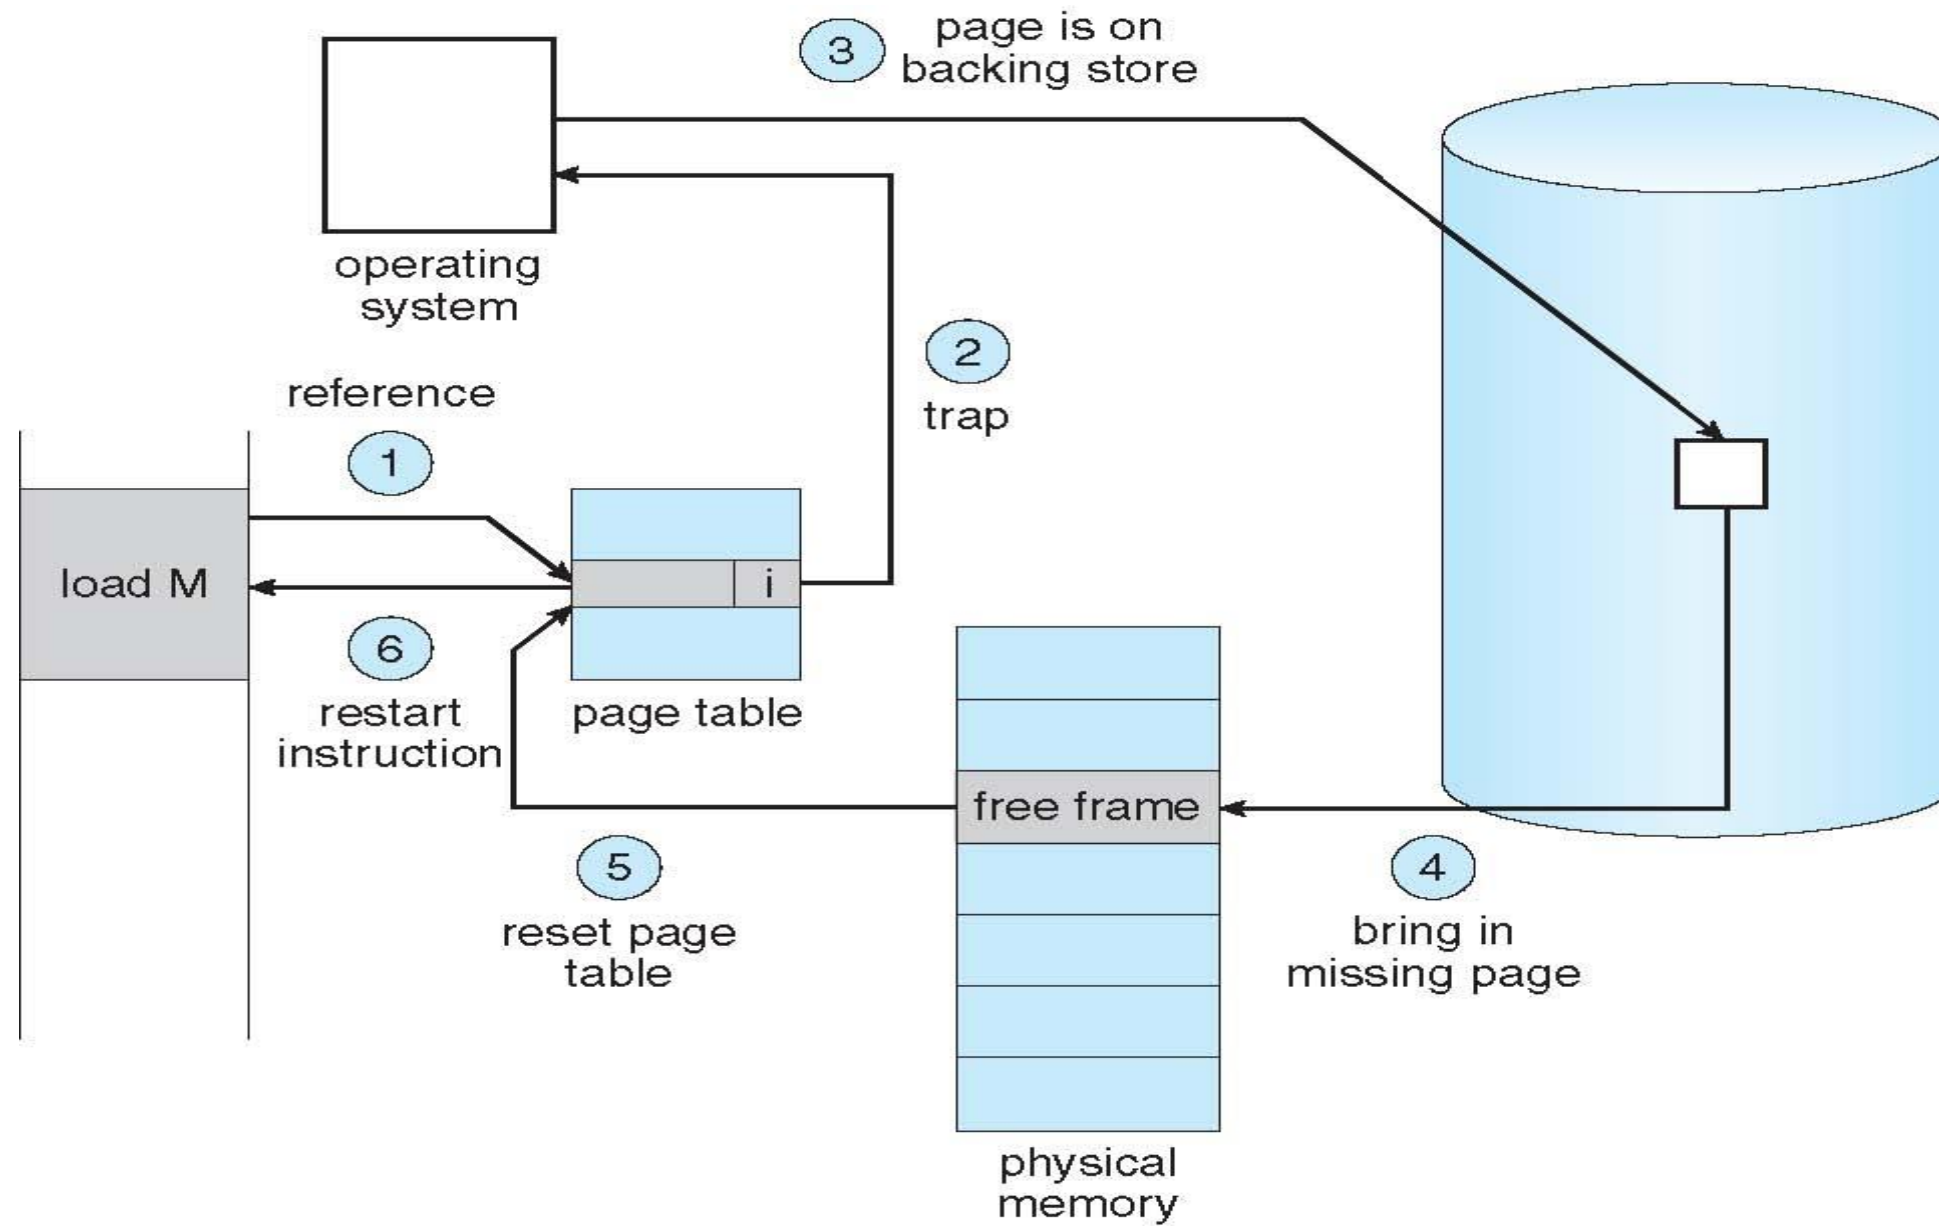 3
page is on
backing store
operating
system
2
trap
reference
1
load M
i
6
restart
instruction
page table
free frame
5
reset page
table
4
bring in
missing page
physical
memory